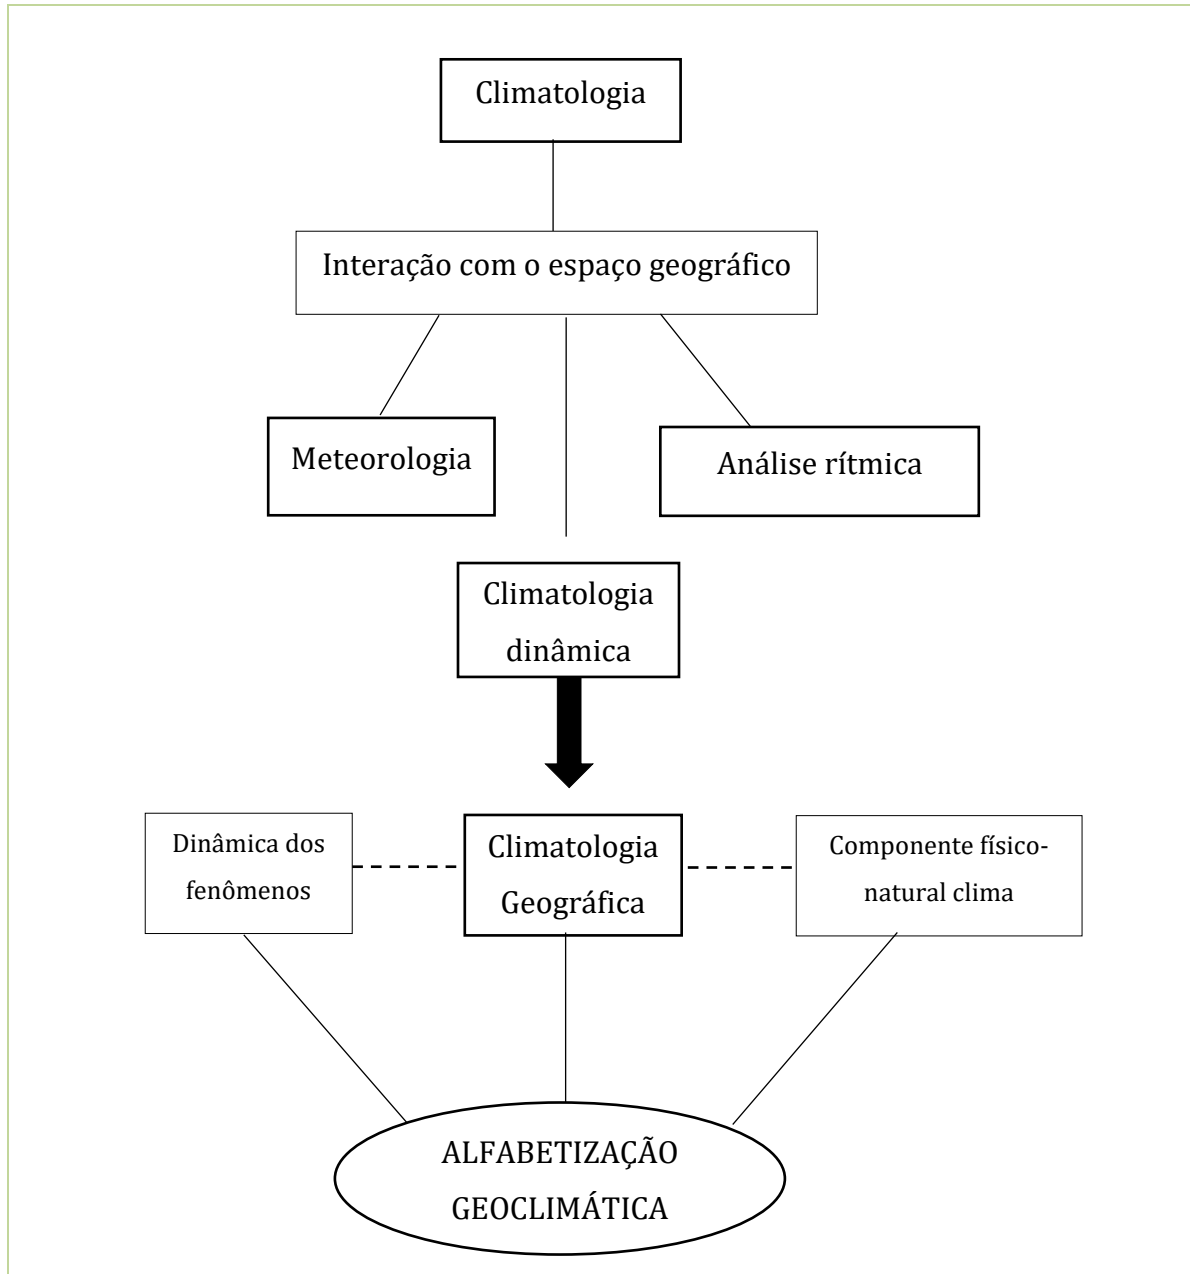 Climatologia
Interação com o espaço geográfico
Meteorologia
Análise rítmica
Climatologia
dinâmica
Dinâmica dos
fenômenos
Climatologia
Geográfica
Componente físico-
natural clima
ALFABETIZAÇÃO
GEOCLIMÁTICA